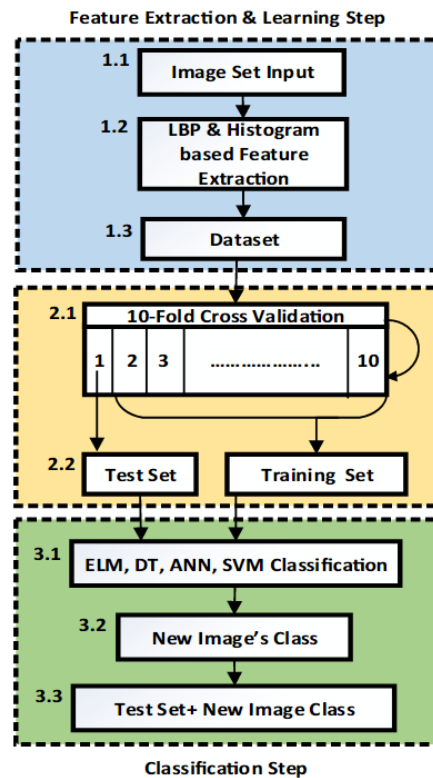 Feature Extraction & Learning Step
1.1
Image Set Input
1.2
LBP & Histogram
based Feature
Extraction
1.3
Dataset
2.1
10-Fold Cross Validation
1 2 3 ..................... 10
2.2
Test Set
Training Set
3.1
ELM, DT, ANN, SVM Classification
3.2
New Image's Class
3.3
Test Set+ New Image Class
Classification Step